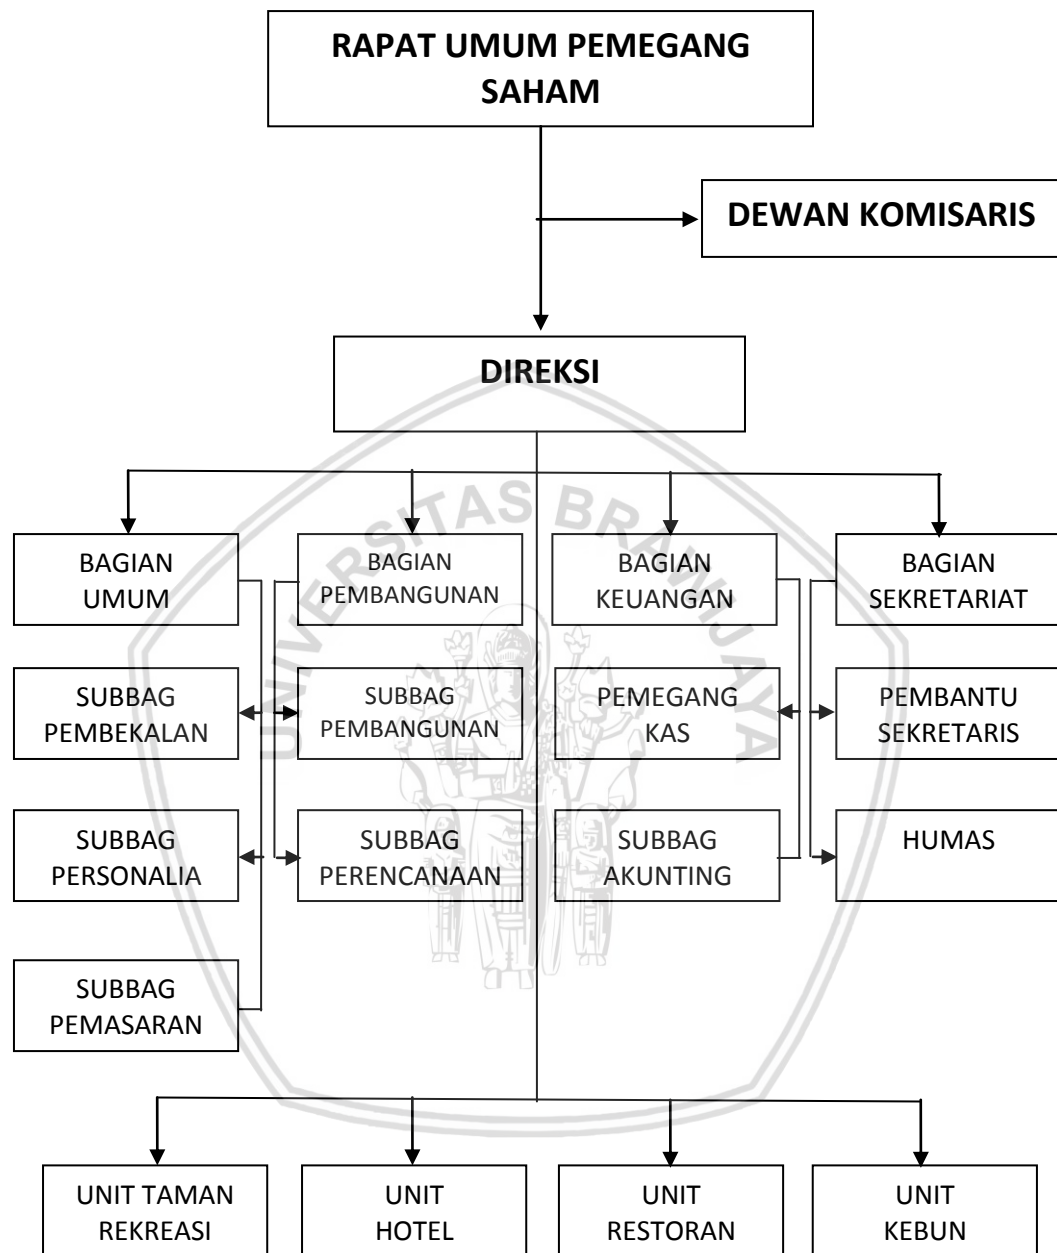 RAPAT UMUM PEMEGANG
SAHAM
DEWAN KOMISARIS
DIREKSI
UNIVERSITAS BRAWIJAYA
BAGIAN
UMUM
BAGIAN
PEMBANGUNAN
BAGIAN
KEUANGAN
BAGIAN
SEKRETARIAT
SUBBAG
PEMBEKALAN
SUBBAG
PEMBANGUNAN
PEMEGANG
KAS
PEMBANTU
SEKRETARIS
SUBBAG
PERSONALIA
SUBBAG
PERENCANAAN
SUBBAG
AKUNTING
HUMAS
SUBBAG
PEMASARAN
UNIT TAMAN
REKREASI
UNIT
HOTEL
UNIT
RESTORAN
UNIT
KEBUN